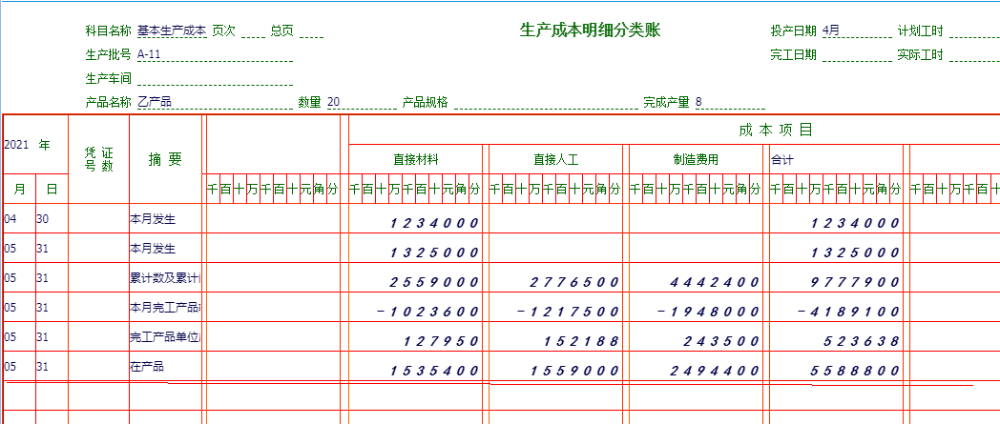 生产成本明细分类账
科目名称 基本生产成本 页次 总页 投产日期 4月 计划工时
生产批号 A-11 完工日期 实际工时
生产车间
产品名称 乙产品 数量 20 产品规格 完成产量 8
2021 年 凭证号数 摘要 成本项目
直接材料 直接人工 制造费用 合计
月 日 千百十万千百十元角分 千百十万千百十元角分 千百十万千百十元角分 千百十万千百十元角分 千百十万千百十元角分 千百十万千百十
04 30 本月发生 1234000 1234000
05 31 本月发生 1325000 1325000
05 31 累计数及累计 2559000 2776500 4442400 9777900
05 31 本月完工产品 -1023600 -1217500 -1948000 -4189100
05 31 完工产品单位 127950 152188 243500 523638
05 31 在产品 1535400 1559000 2494400 5588800